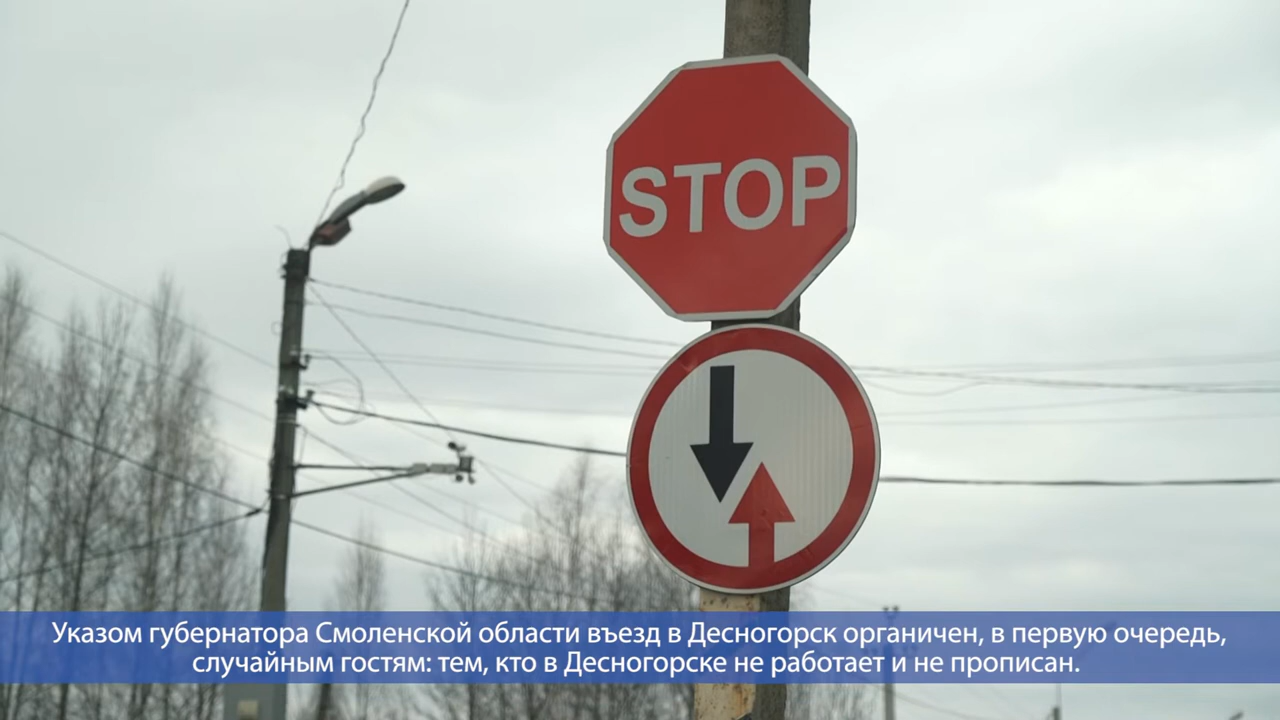 STOP
Указом губернатора Смоленской области въезд в Десногорск органичен, в первую очередь,
случайным гостям: тем, кто в Десногорске не работает и не прописан.